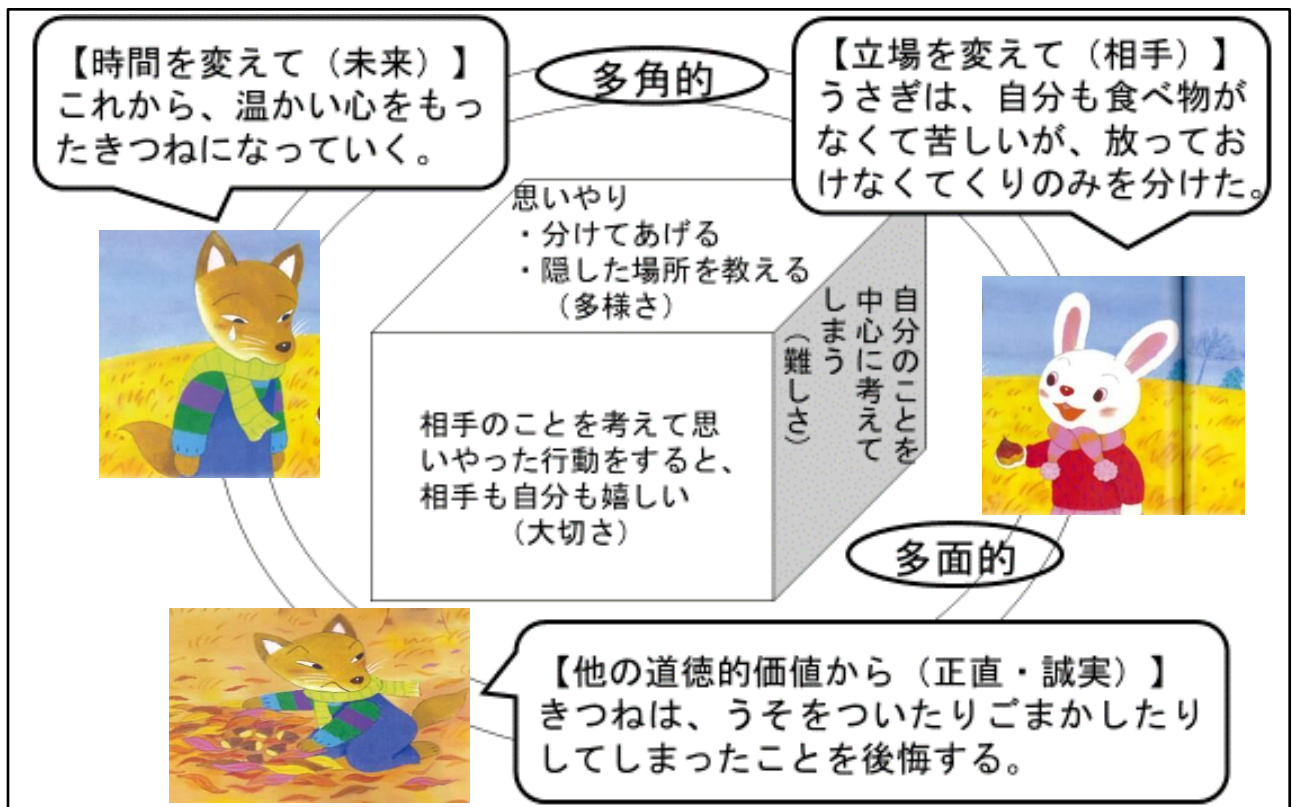 【時間を変えて（未来）】
これから、温かい心をもっ
たきつねになっていく。
多角的
【立場を変えて（相手）】
うさぎは、自分も食べ物が
なくて苦しいが、放ってお
けなくてくりのみを分けた。
思いやり
・分けてあげる
・隠した場所を教える
（多様さ）
自分のことを
中心に考えて
しまう
（難しさ）
相手のことを考えて思
いやった行動をすると、
相手も自分も嬉しい
（大切さ）
多面的
【他の道徳的価値から（正直・誠実）】
きつねは、うそをついたりごまかしたり
してしまったことを後悔する。